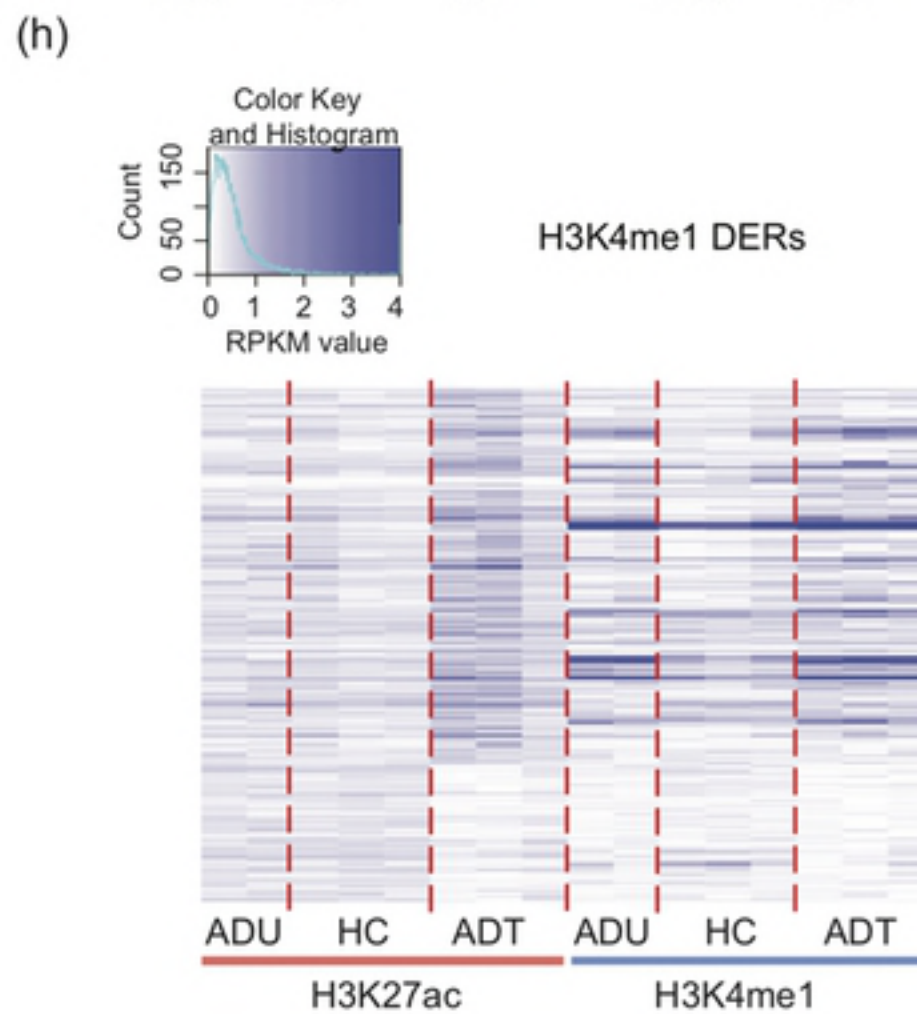 (h)
Color Key
and Histogram
Count
0 50 150
0 1 2 3 4
RPKM value
H3K4me1 DERs
ADU HC ADT ADU HC ADT
H3K27ac H3K4me1